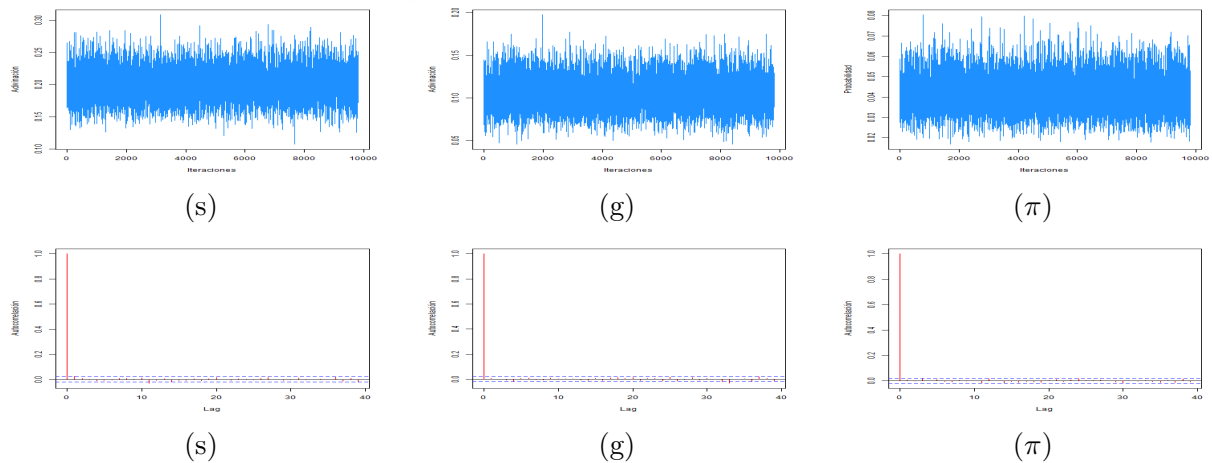 0.30
0.25
0.20
0.15
0.10
Adivinación
0 2000 4000 6000 8000 10000
Iteraciones
(s)
0.20
0.15
0.10
0.05
Adivinación
0 2000 4000 6000 8000 10000
Iteraciones
(g)
0.08
0.07
0.06
0.05
0.04
0.03
0.02
Probabilidad
0 2000 4000 6000 8000 10000
Iteraciones
(π)
1.0
0.8
0.6
0.4
0.2
0.0
Autocorrelación
0 10 20 30 40
Lag
(s)
1.0
0.8
0.6
0.4
0.2
0.0
Autocorrelación
0 10 20 30 40
Lag
(g)
1.0
0.8
0.6
0.4
0.2
0.0
Autocorrelación
0 10 20 30 40
Lag
(π)